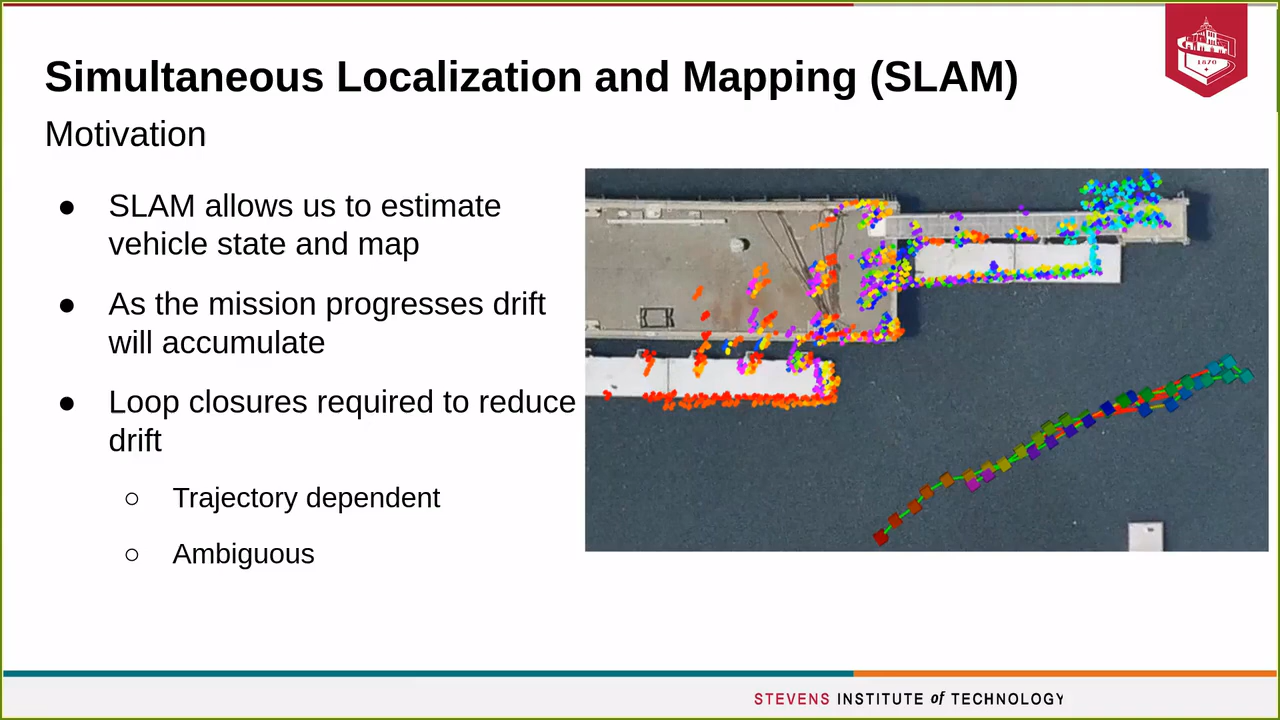 Simultaneous Localization and Mapping (SLAM)
1870
Motivation
● SLAM allows us to estimate
vehicle state and map
● As the mission progresses drift
will accumulate
● Loop closures required to reduce
drift
○ Trajectory dependent
○ Ambiguous
STEVENS INSTITUTE of TECHNOLOGY